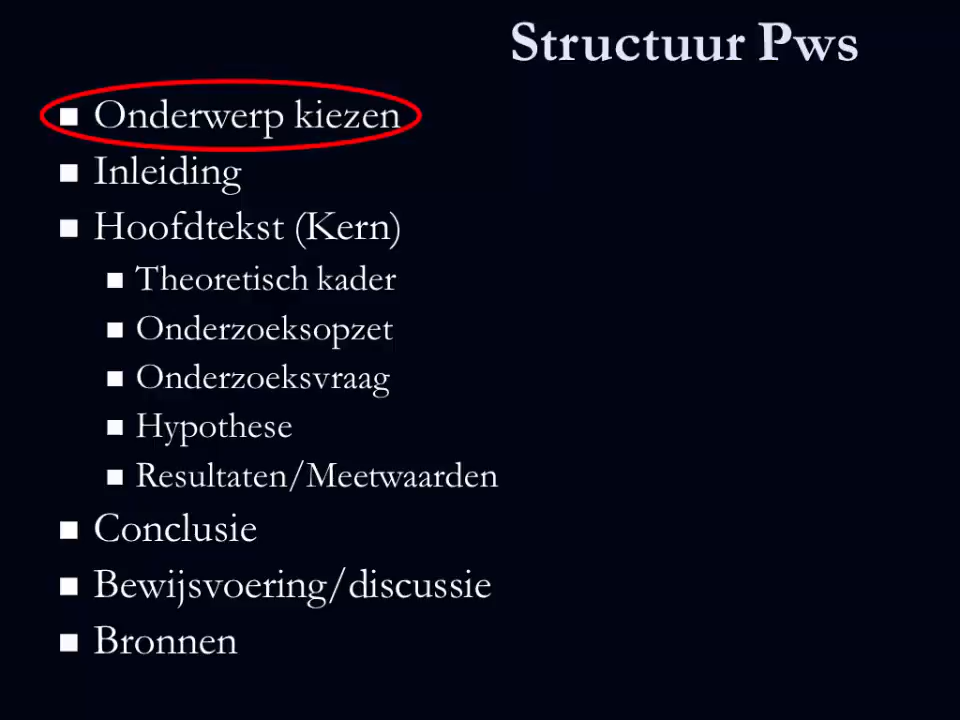 Structuur Pws
Onderwerp kiezen
Inleiding
Hoofdtekst (Kern)
Theoretisch kader
Onderzoeksopzet
Onderzoeksvraag
Hypothese
Resultaten/Meetwaarden
Conclusie
Bewijsvoering/discussie
Bronnen